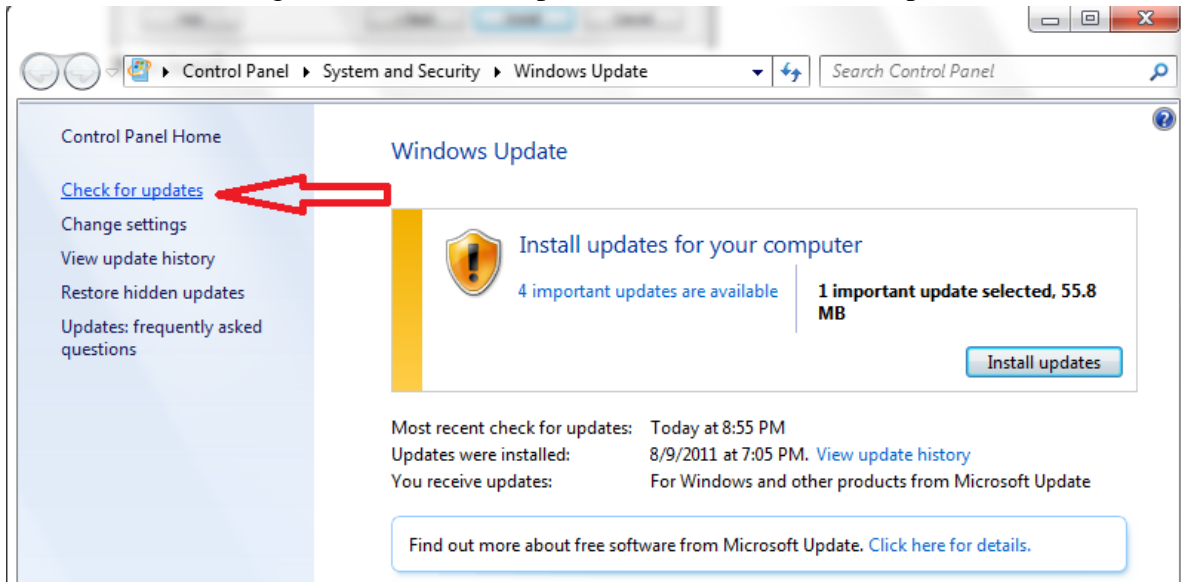 Control Panel ▸ System and Security ▸ Windows Update
Search Control Panel
Control Panel Home
Check for updates
Change settings
View update history
Restore hidden updates
Updates: frequently asked
questions
Windows Update
Install updates for your computer
4 important updates are available
1 important update selected, 55.8
MB
Install updates
Most recent check for updates: Today at 8:55 PM
Updates were installed: 8/9/2011 at 7:05 PM. View update history
You receive updates: For Windows and other products from Microsoft Update
Find out more about free software from Microsoft Update. Click here for details.